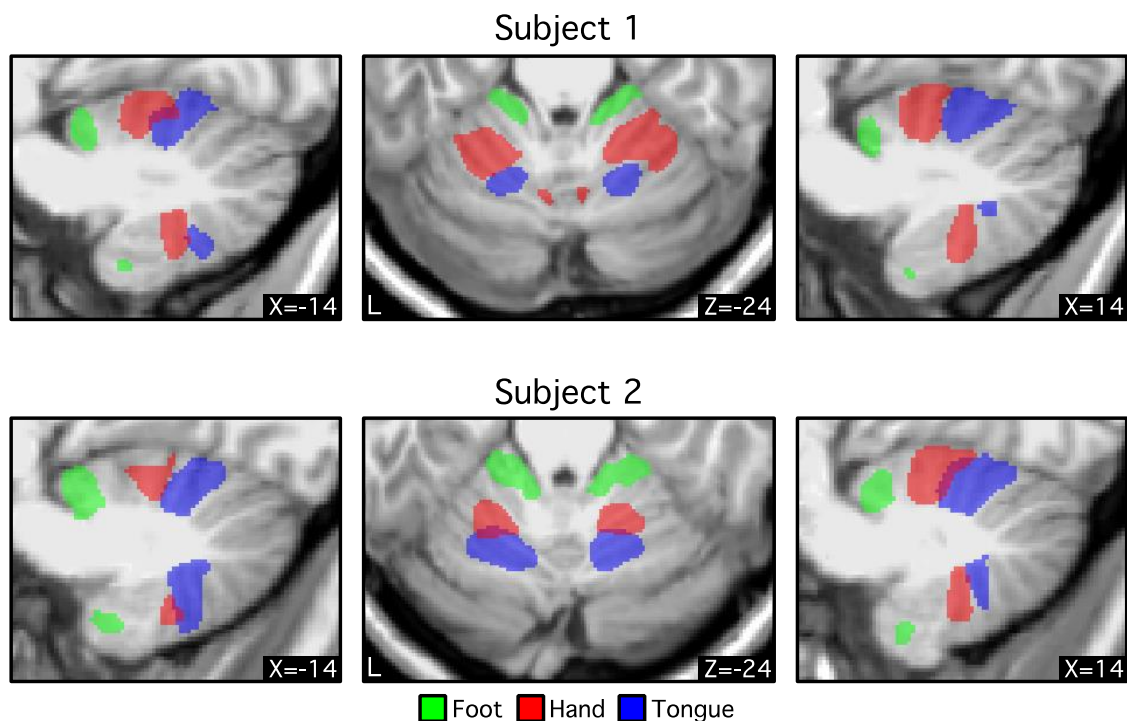 Subject 1
X=-14
L
Z=-24
X=14
Subject 2
X=-14
L
Z=-24
X=14
Foot Hand Tongue